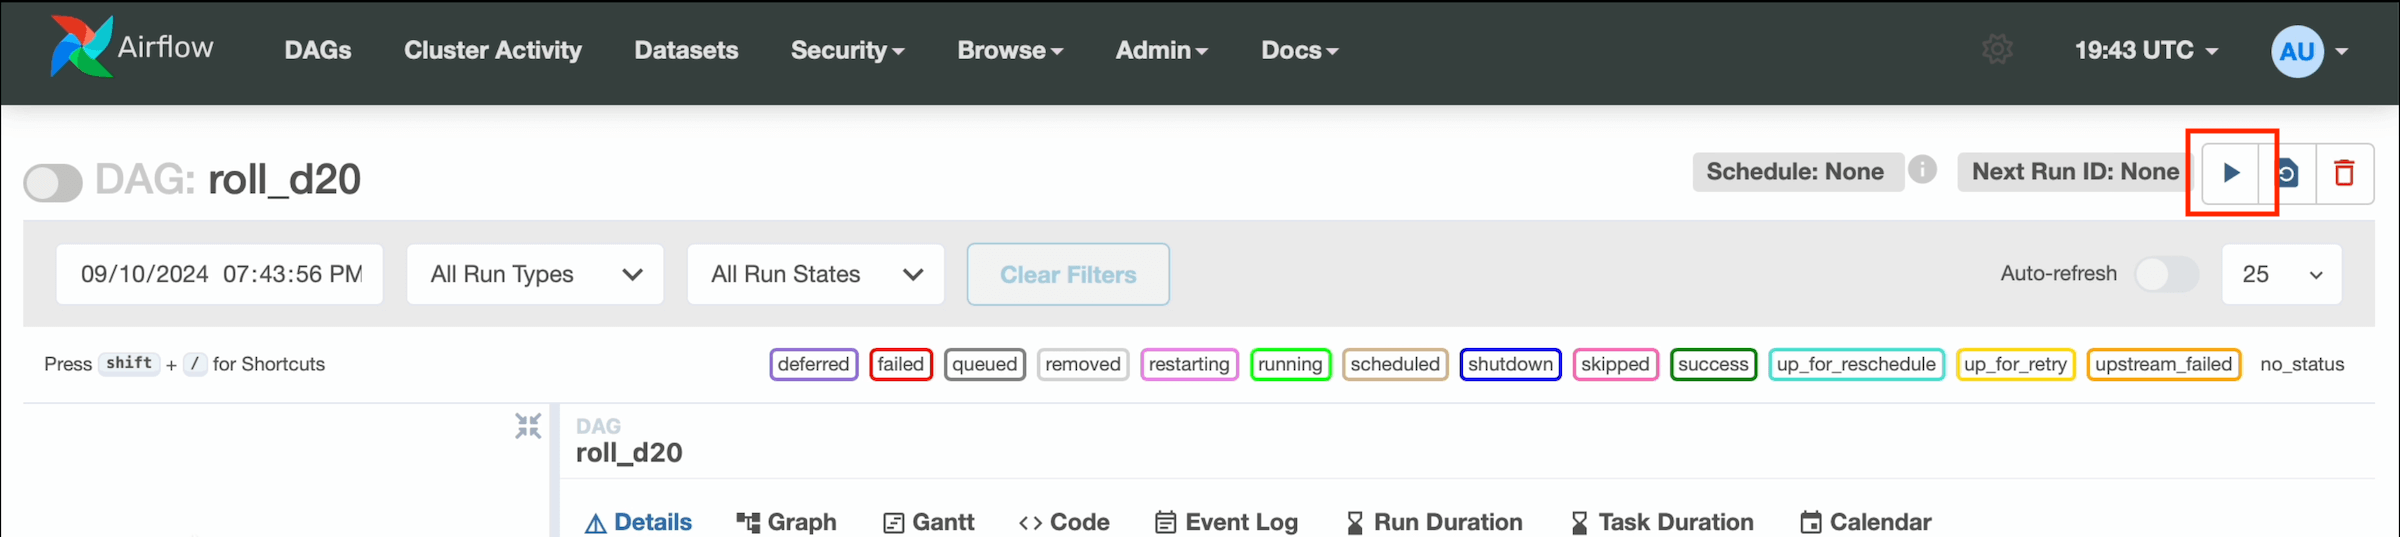 Airflow DAGs Cluster Activity Datasets Security Browse Admin Docs 19:43 UTC AU
DAG: roll_d20 Schedule: None i Next Run ID: None
09/10/2024 07:43:56 PM All Run Types All Run States Clear Filters Auto-refresh 25
Press shift + / for Shortcuts deferred failed queued removed restarting running scheduled shutdown skipped success up_for_reschedule up_for_retry upstream_failed no_status
DAG
roll_d20
Details Graph Gantt Code Event Log Run Duration Task Duration Calendar